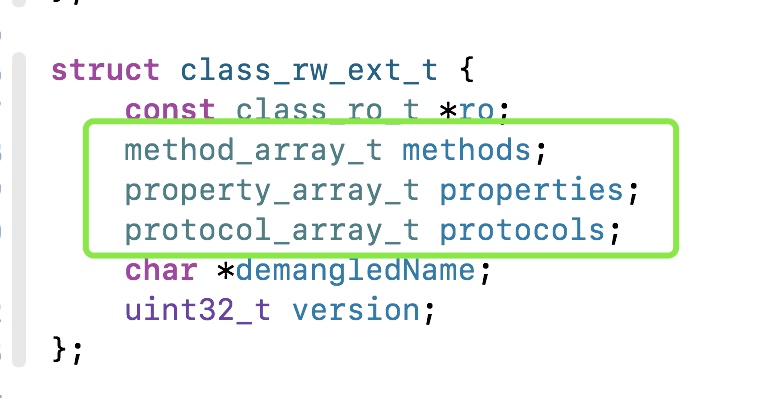 struct class_rw_ext_t {
const class_ro_t *ro;
method_array_t methods;
property_array_t properties;
protocol_array_t protocols;
char *demangledName;
uint32_t version;
};